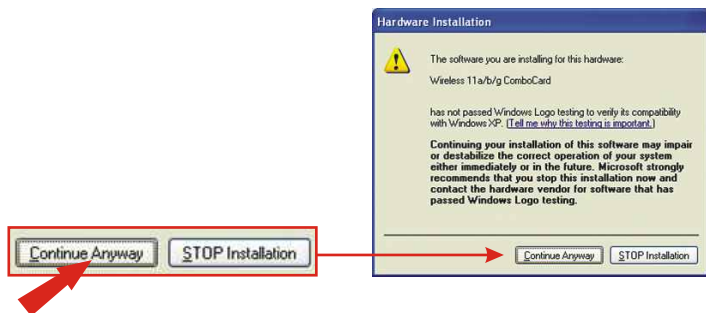 Hardware Installation
The software you are installing for this hardware:
Wireless 11a/b/g ComboCard
has not passed Windows Logo testing to verify its compatibility
with Windows XP. (Tell me why this testing is important.)
Continuing your installation of this software may impair
or destabilize the correct operation of your system
either immediately or in the future. Microsoft strongly
recommends that you stop this installation now and
contact the hardware vendor for software that has
passed Windows Logo testing.
Continue Anyway STOP Installation
Continue Anyway STOP Installation